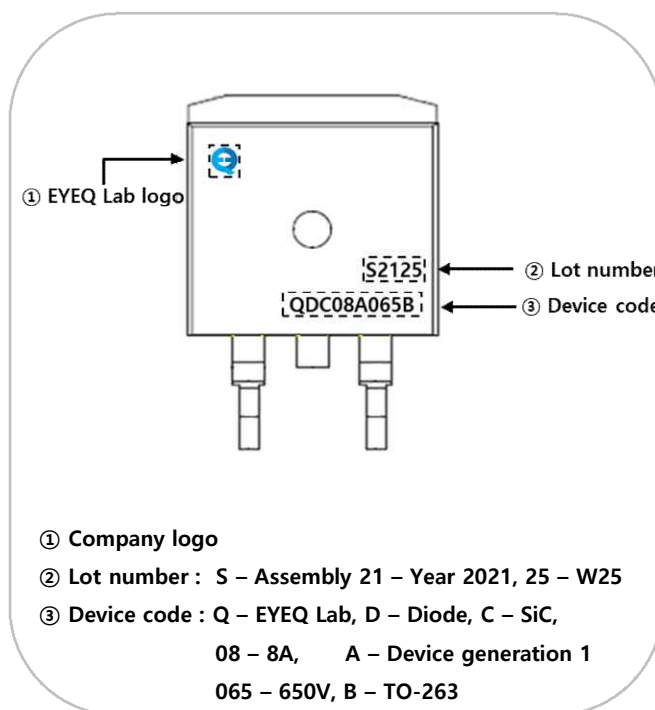 ① EYEQ Lab logo
S2125
② Lot number
QDC08A065B
③ Device code
① Company logo
② Lot number : S – Assembly 21 – Year 2021, 25 – W25
③ Device code : Q – EYEQ Lab, D – Diode, C – SiC,
08 – 8A, A – Device generation 1
065 – 650V, B – TO-263